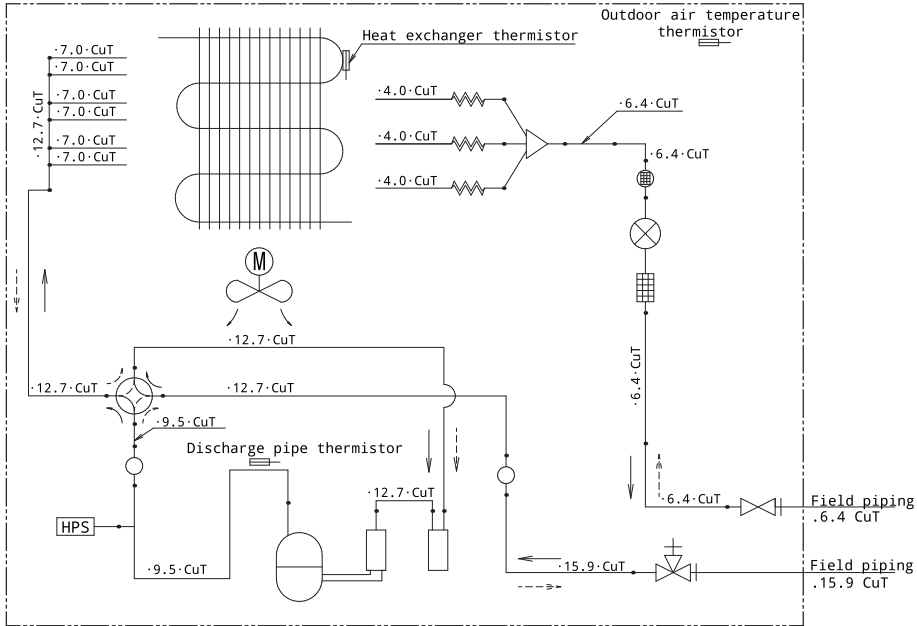 Outdoor air temperature
thermistor
Heat exchanger thermistor
.7.0.CuT
.7.0.CuT
.7.0.CuT
.7.0.CuT
.7.0.CuT
.7.0.CuT
.12.7.CuT
.4.0.CuT
.4.0.CuT
.4.0.CuT
.6.4.CuT
.6.4.CuT
M
.12.7.CuT
.6.4.CuT
.12.7.CuT
.12.7.CuT
.9.5.CuT
Discharge pipe thermistor
.12.7.CuT
.6.4.CuT
Field piping
.6.4 CuT
HPS
.9.5.CuT
.15.9.CuT
Field piping
.15.9 CuT